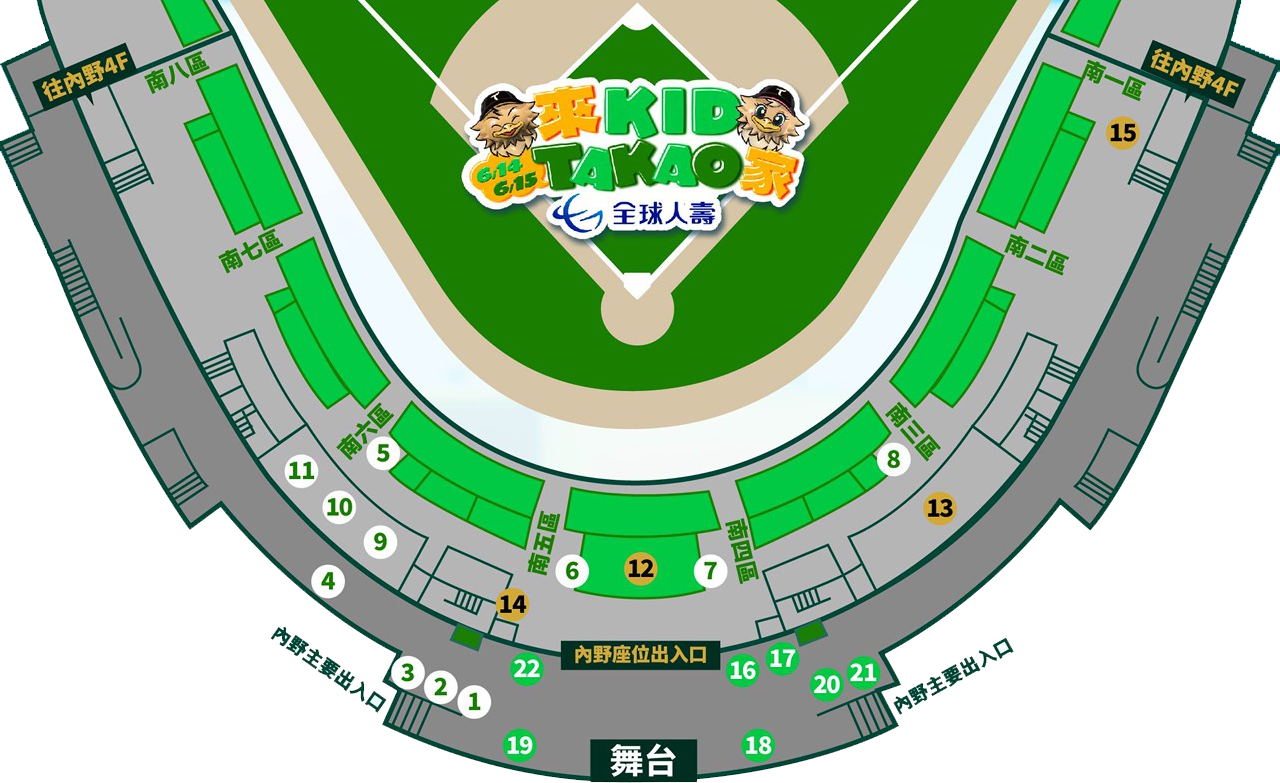 往內野4F
南八區
南七區
南六區
南五區
南一區
往內野4F
15
南二區
南三區
南四區
來KID
TAKAO家
6/14
6/15
全球人壽
T
T
5
8
11
10
9
4
13
6
12
7
14
內野座位出入口
內野主要出入口
3
2
1
22
16
17
20
21
內野主要出入口
19
舞台
18